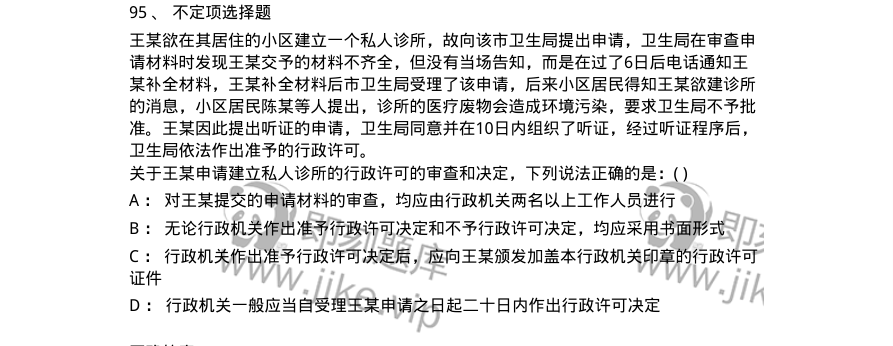 95 、 不定项选择题
王某欲在其居住的小区建立一个私人诊所，故向该市卫生局提出申请，卫生局在审查申
请材料时发现王某交予的材料不齐全，但没有当场告知，而是在过了6日后电话通知王
某补全材料，王某补全材料后市卫生局受理了该申请，后来小区居民得知王某欲建诊所
的消息，小区居民陈某等人提出，诊所的医疗废物会造成环境污染，要求卫生局不予批
准。王某因此提出听证的申请，卫生局同意并在10日内组织了听证，经过听证程序后，
卫生局依法作出准予的行政许可。
关于王某申请建立私人诊所的行政许可的审查和决定，下列说法正确的是：( )
A ： 对王某提交的申请材料的审查，均应由行政机关两名以上工作人员进行
B ： 无论行政机关作出准予行政许可决定和不予行政许可决定，均应采用书面形式
C ： 行政机关作出准予行政许可决定后，应向王某颁发加盖本行政机关印章的行政许可
证件
D ： 行政机关一般应当自受理王某申请之日起二十日内作出行政许可决定
即刻题库
www.jike.vip
即刻
www.jik